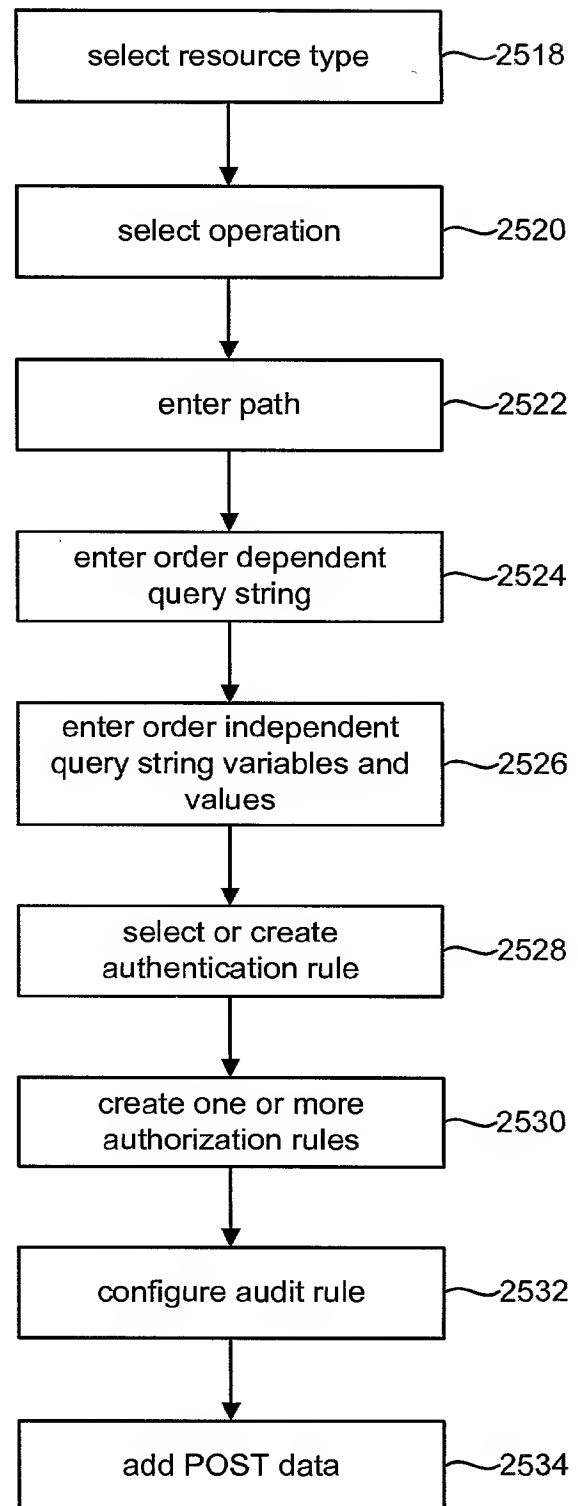 select resource type 2518
select operation 2520
enter path 2522
enter order dependent
query string 2524
enter order independent
query string variables and 2526
values
select or create
authentication rule 2528
create one or more
authorization rules 2530
configure audit rule 2532
add POST data 2534